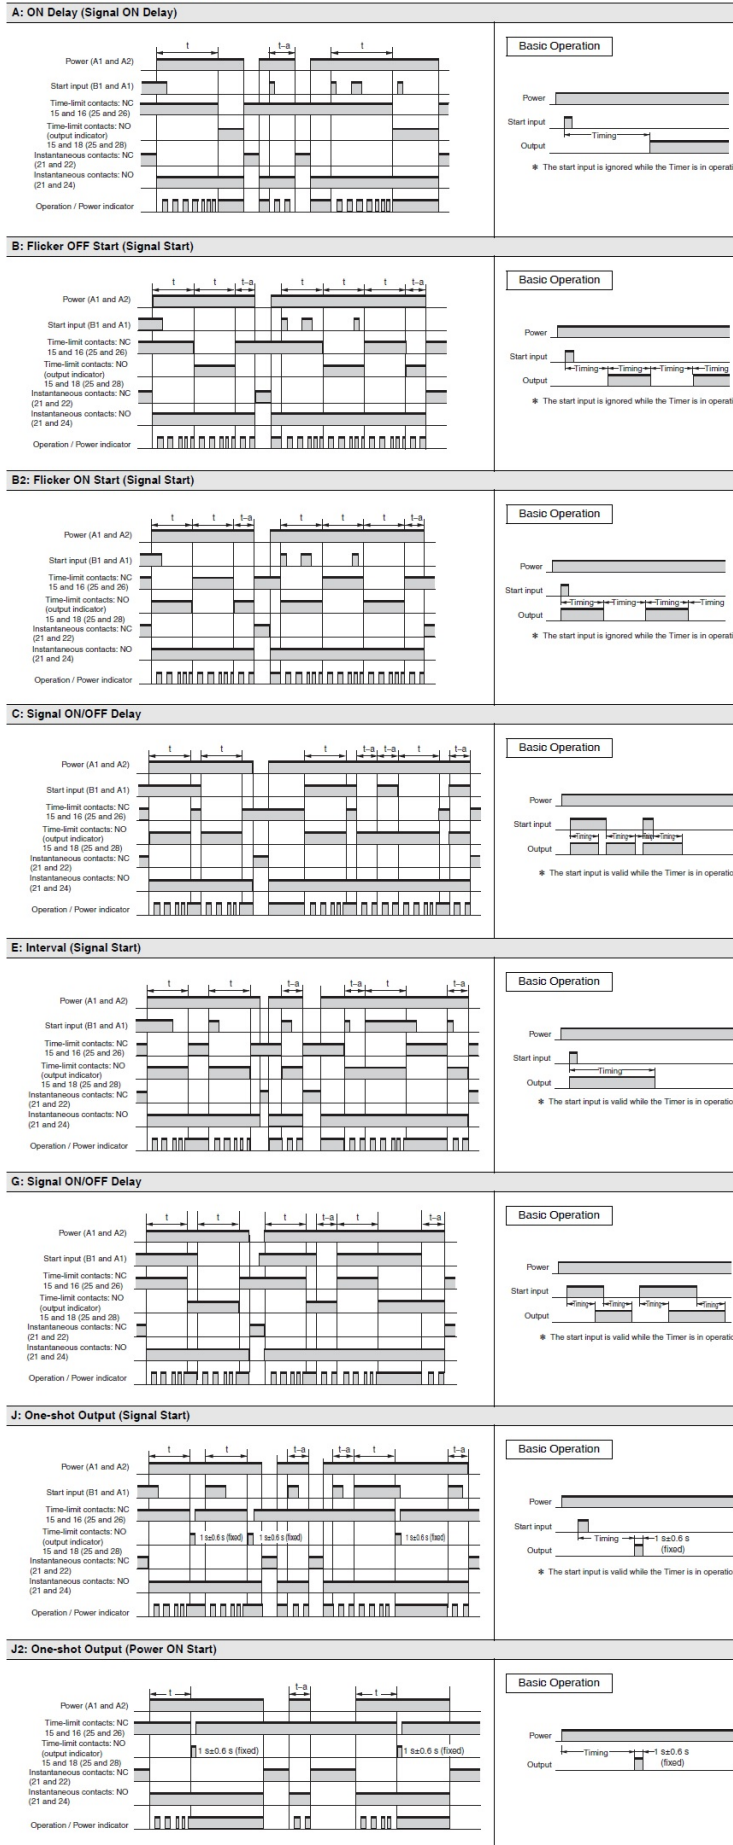 A: ON Delay (Signal ON Delay)
t
t–a
t
Power (A1 and A2)
Start input (B1 and A1)
Time-limit contacts: NC
15 and 16 (25 and 26)
Time-limit contacts: NO
(output indicator)
15 and 18 (25 and 28)
Instantaneous contacts: NC
(21 and 22)
Instantaneous contacts: NO
(21 and 24)
Operation / Power indicator
Basic Operation
Power
Start input
Timing
Output
* The start input is ignored while the Timer is in operati
B: Flicker OFF Start (Signal Start)
t
t
t–a
t
t
t
t–a
Power (A1 and A2)
Start input (B1 and A1)
Time-limit contacts: NC
15 and 16 (25 and 26)
Time-limit contacts: NO
(output indicator)
15 and 18 (25 and 28)
Instantaneous contacts: NC
(21 and 22)
Instantaneous contacts: NO
(21 and 24)
Operation / Power indicator
Basic Operation
Power
Start input
Timing Timing Timing Timing
Output
* The start input is ignored while the Timer is in operati
B2: Flicker ON Start (Signal Start)
t
t
t–a
t
t
t
t–a
Power (A1 and A2)
Start input (B1 and A1)
Time-limit contacts: NC
15 and 16 (25 and 26)
Time-limit contacts: NO
(output indicator)
15 and 18 (25 and 28)
Instantaneous contacts: NC
(21 and 22)
Instantaneous contacts: NO
(21 and 24)
Operation / Power indicator
Basic Operation
Power
Start input
Timing Timing Timing Timing
Output
* The start input is ignored while the Timer is in operati
C: Signal ON/OFF Delay
t
t
t
t–a
t–a
t
t–a
Power (A1 and A2)
Start input (B1 and A1)
Time-limit contacts: NC
15 and 16 (25 and 26)
Time-limit contacts: NO
(output indicator)
15 and 18 (25 and 28)
Instantaneous contacts: NC
(21 and 22)
Instantaneous contacts: NO
(21 and 24)
Operation / Power indicator
Basic Operation
Power
Start input
Timing Timing Timing
Output
* The start input is valid while the Timer is in operatio
E: Interval (Signal Start)
t
t
t–a
t–a
t
t–a
Power (A1 and A2)
Start input (B1 and A1)
Time-limit contacts: NC
15 and 16 (25 and 26)
Time-limit contacts: NO
(output indicator)
15 and 18 (25 and 28)
Instantaneous contacts: NC
(21 and 22)
Instantaneous contacts: NO
(21 and 24)
Operation / Power indicator
Basic Operation
Power
Start input
Timing
Output
* The start input is valid while the Timer is in operatio
G: Signal ON/OFF Delay
t
t
t
t–a
t
t–a
Power (A1 and A2)
Start input (B1 and A1)
Time-limit contacts: NC
15 and 16 (25 and 26)
Time-limit contacts: NO
(output indicator)
15 and 18 (25 and 28)
Instantaneous contacts: NC
(21 and 22)
Instantaneous contacts: NO
(21 and 24)
Operation / Power indicator
Basic Operation
Power
Start input
Timing Timing Timing Timing
Output
* The start input is valid while the Timer is in operatio
J: One-shot Output (Signal Start)
t
t
t–a
t–a
t
t–a
Power (A1 and A2)
Start input (B1 and A1)
Time-limit contacts: NC
15 and 16 (25 and 26)
Time-limit contacts: NO
(output indicator)
15 and 18 (25 and 28)
1 s±0.6 s (fixed)
1 s±0.6 s (fixed)
1 s±0.6 s (fixed)
Instantaneous contacts: NC
(21 and 22)
Instantaneous contacts: NO
(21 and 24)
Operation / Power indicator
Basic Operation
Power
Start input
Timing
1 s±0.6 s
(fixed)
Output
* The start input is valid while the Timer is in operatio
J2: One-shot Output (Power ON Start)
t
t–a
t
Power (A1 and A2)
Time-limit contacts: NC
15 and 16 (25 and 26)
Time-limit contacts: NO
(output indicator)
15 and 18 (25 and 28)
1 s±0.6 s (fixed)
1 s±0.6 s (fixed)
Instantaneous contacts: NC
(21 and 22)
Instantaneous contacts: NO
(21 and 24)
Operation / Power indicator
Basic Operation
Power
Timing
1 s±0.6 s
(fixed)
Output